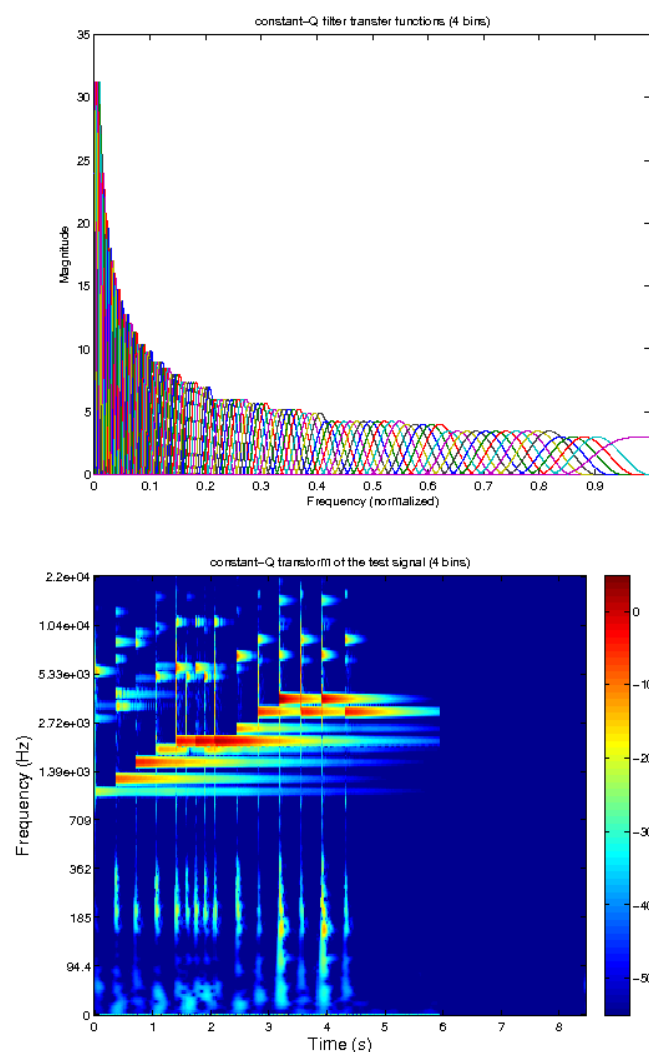 constant-Q filter transfer functions (4 bins)
35
30
25
20
15
10
5
0
Magnitude
0 0.1 0.2 0.3 0.4 0.5 0.6 0.7 0.8 0.9
Frequency (normalized)
constant-Q transform of the test signal (4 bins)
2.2e+04
1.04e+04
5.33e+03
2.72e+03
1.39e+03
709
362
185
94.4
0
Frequency (Hz)
0 1 2 3 4 5 6 7 8
Time (s)
0
-10
-20
-30
-40
-50